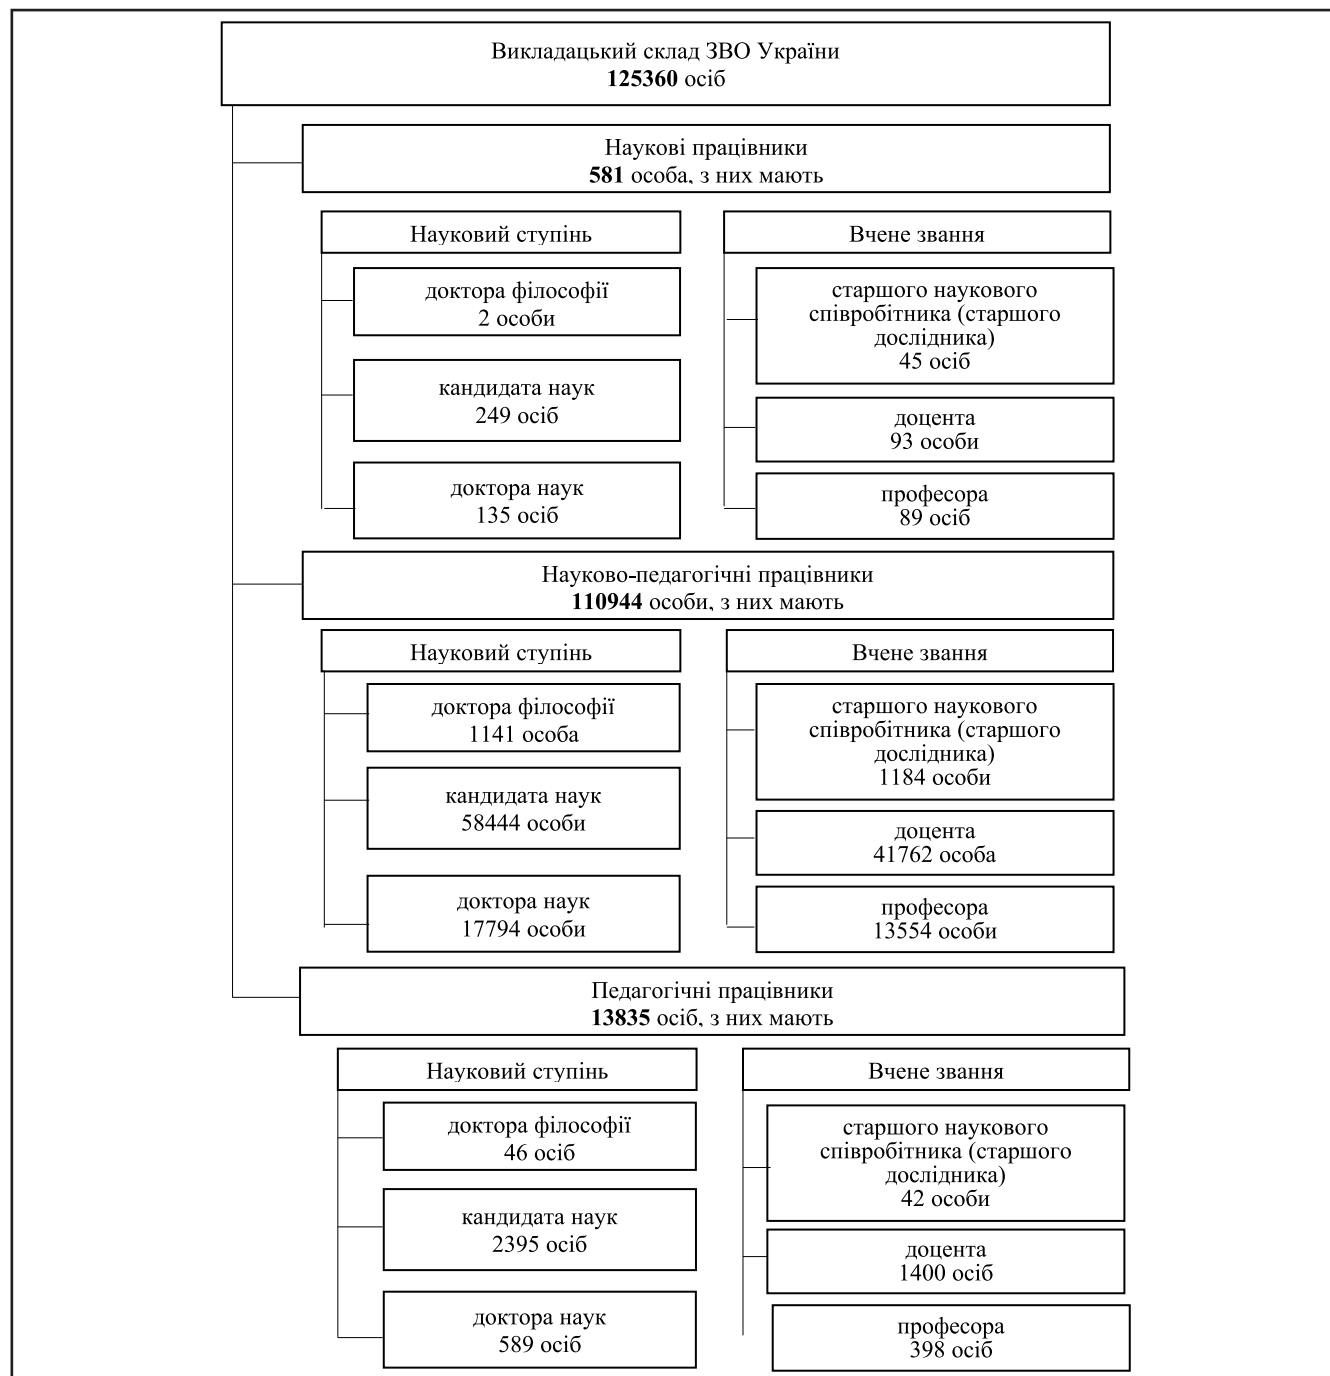 Викладацький склад ЗВО України
125360 осіб
Наукові працівники
581 особа, з них мають
Науковий ступінь
доктора філософії
2 особи
кандидата наук
249 осіб
доктора наук
135 осіб
Вчене звання
старшого наукового
співробітника (старшого
дослідника)
45 осіб
доцента
93 особи
професора
89 осіб
Науково-педагогічні працівники
110944 особи, з них мають
Науковий ступінь
доктора філософії
1141 особа
кандидата наук
58444 особи
доктора наук
17794 особи
Вчене звання
старшого наукового
співробітника (старшого
дослідника)
1184 особи
доцента
41762 особа
професора
13554 особи
Педагогічні працівники
13835 осіб, з них мають
Науковий ступінь
доктора філософії
46 осіб
кандидата наук
2395 осіб
доктора наук
589 осіб
Вчене звання
старшого наукового
співробітника (старшого
дослідника)
42 особи
доцента
1400 осіб
професора
398 осіб